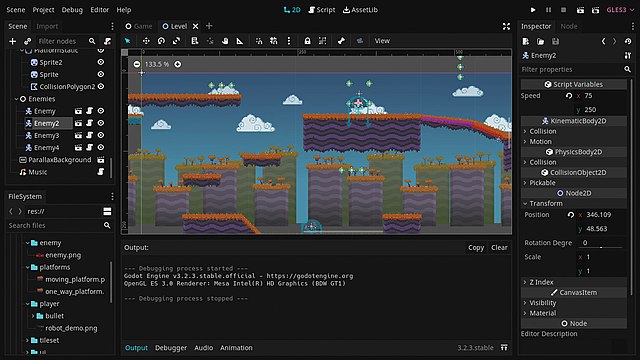 Scene Project Debug Editor Help
2D Script AssetLib
GLES3
Scene Import
Filter nodes
PlatformStatic
Sprite2
Sprite
CollisionPolygon2
Enemies
Enemy
Enemy2
Enemy3
Enemy4
ParallaxBackground
Music
FileSystem
res://
Search files
enemy
enemy.png
platforms
moving_platform.p
one_way_platform.
player
bullet
robot_demo.png
tileset
ui
Game Level
View
133.5 %
250
500
Output:
Copy Clear
--- Debugging process started ---
Godot Engine v3.2.3.stable.official - https://godotengine.org
OpenGL ES 3.0 Renderer: Mesa Intel(R) HD Graphics (BDW GT1)
--- Debugging process stopped ---
Output Debugger Audio Animation
3.2.3.stable
Inspector Node
Enemy2
Filter properties
Script Variables
Speed x 75
y 250
KinematicBody2D
Collision
Motion
PhysicsBody2D
Collision
CollisionObject2D
Pickable
Node2D
Transform
Position x 346.109
y 48.563
Rotation Degre 0
Scale x 1
y 1
Z Index
CanvasItem
Visibility
Material
Node
Editor Description